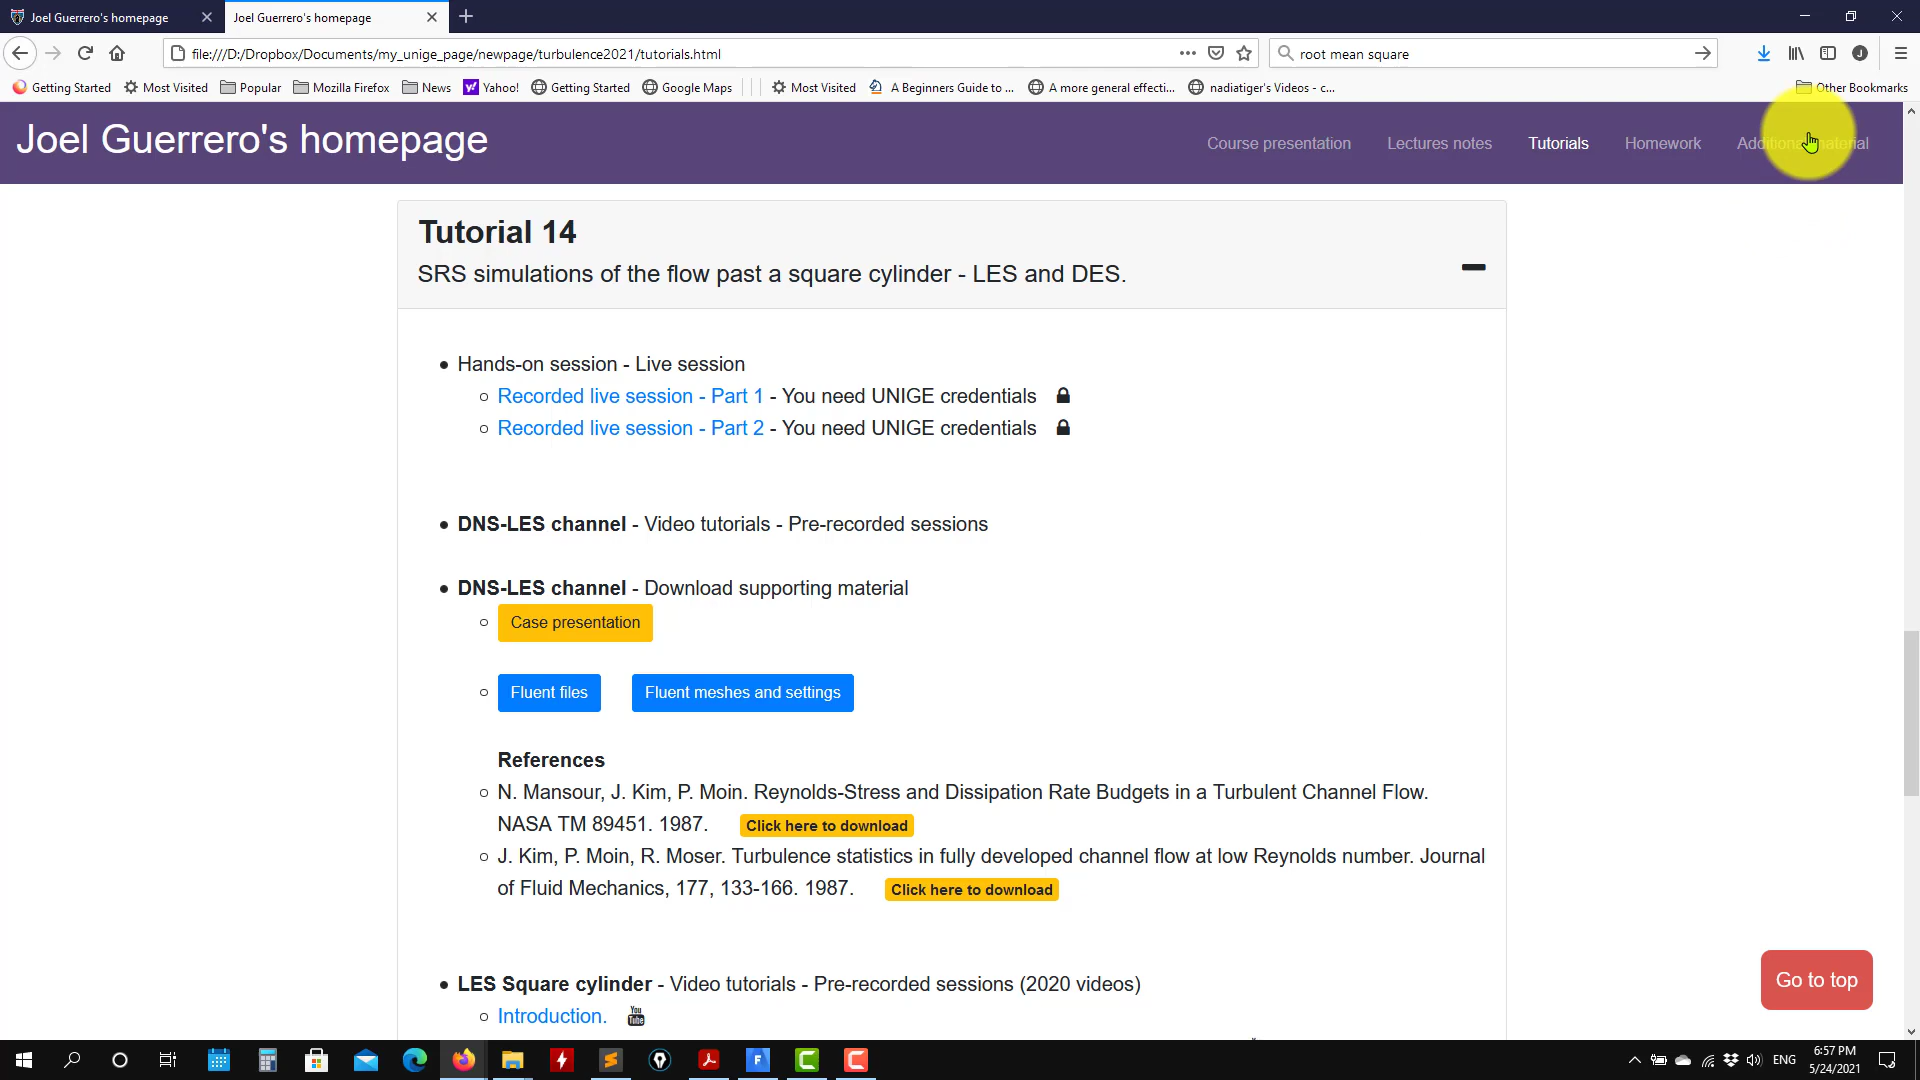 Joel Guerrero's homepage
Joel Guerrero's homepage
file:///D:/Dropbox/Documents/my_unige_page/newpage/turbulence2021/tutorials.html
root mean square
Getting Started
Most Visited
Popular
Mozilla Firefox
News
Yahoo!
Getting Started
Google Maps
Most Visited
A Beginners Guide to ...
A more general effecti...
nadiatiger's Videos - c...
Other Bookmarks
Joel Guerrero's homepage
Course presentation
Lectures notes
Tutorials
Homework
Additional material
Tutorial 14
SRS simulations of the flow past a square cylinder - LES and DES.
Hands-on session - Live session
Recorded live session - Part 1 - You need UNIGE credentials
Recorded live session - Part 2 - You need UNIGE credentials
DNS-LES channel - Video tutorials - Pre-recorded sessions
DNS-LES channel - Download supporting material
Case presentation
Fluent files
Fluent meshes and settings
References
N. Mansour, J. Kim, P. Moin. Reynolds-Stress and Dissipation Rate Budgets in a Turbulent Channel Flow.
NASA TM 89451. 1987. Click here to download
J. Kim, P. Moin, R. Moser. Turbulence statistics in fully developed channel flow at low Reynolds number. Journal
of Fluid Mechanics, 177, 133-166. 1987. Click here to download
Go to top
LES Square cylinder - Video tutorials - Pre-recorded sessions (2020 videos)
Introduction.
You
Tube
ENG
6:57 PM
5/24/2021